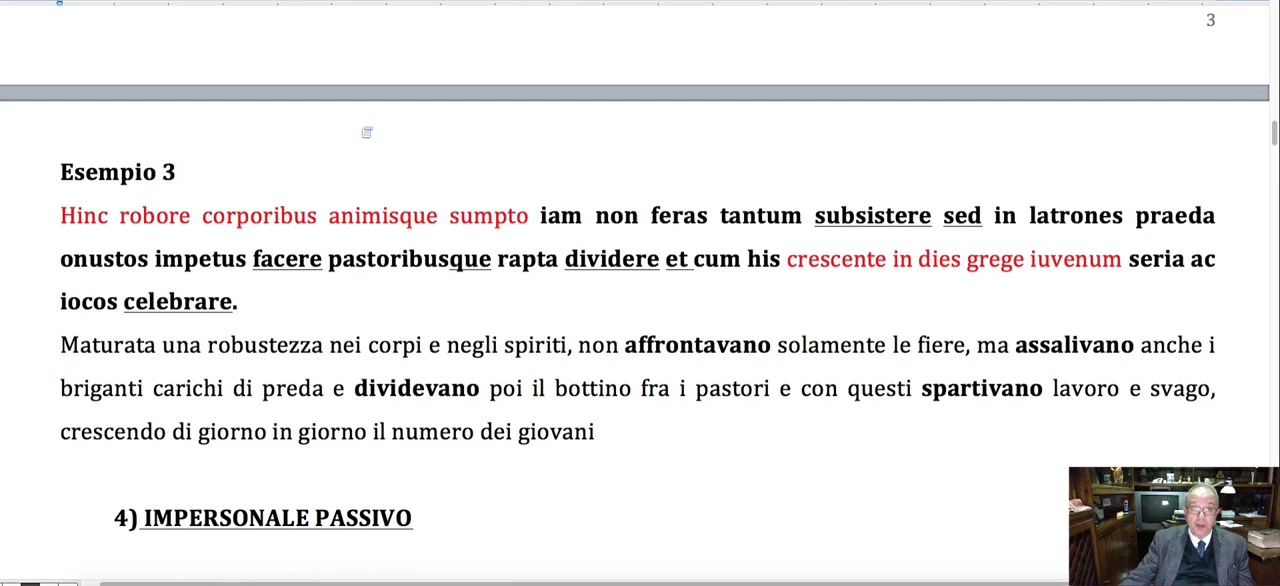 3
Esempio 3
Hinc robore corporibus animisque sumpto iam non feras tantum subsistere sed in latrones praeda
onustos impetus facere pastoribusque rapta dividere et cum his crescente in dies grege iuvenum seria ac
iocos celebrare.
Maturata una robustezza nei corpi e negli spiriti, non affrontavano solamente le fiere, ma assalivano anche i
briganti carichi di preda e dividevano poi il bottino fra i pastori e con questi spartivano lavoro e svago,
crescendo di giorno in giorno il numero dei giovani
4) IMPERSONALE PASSIVO